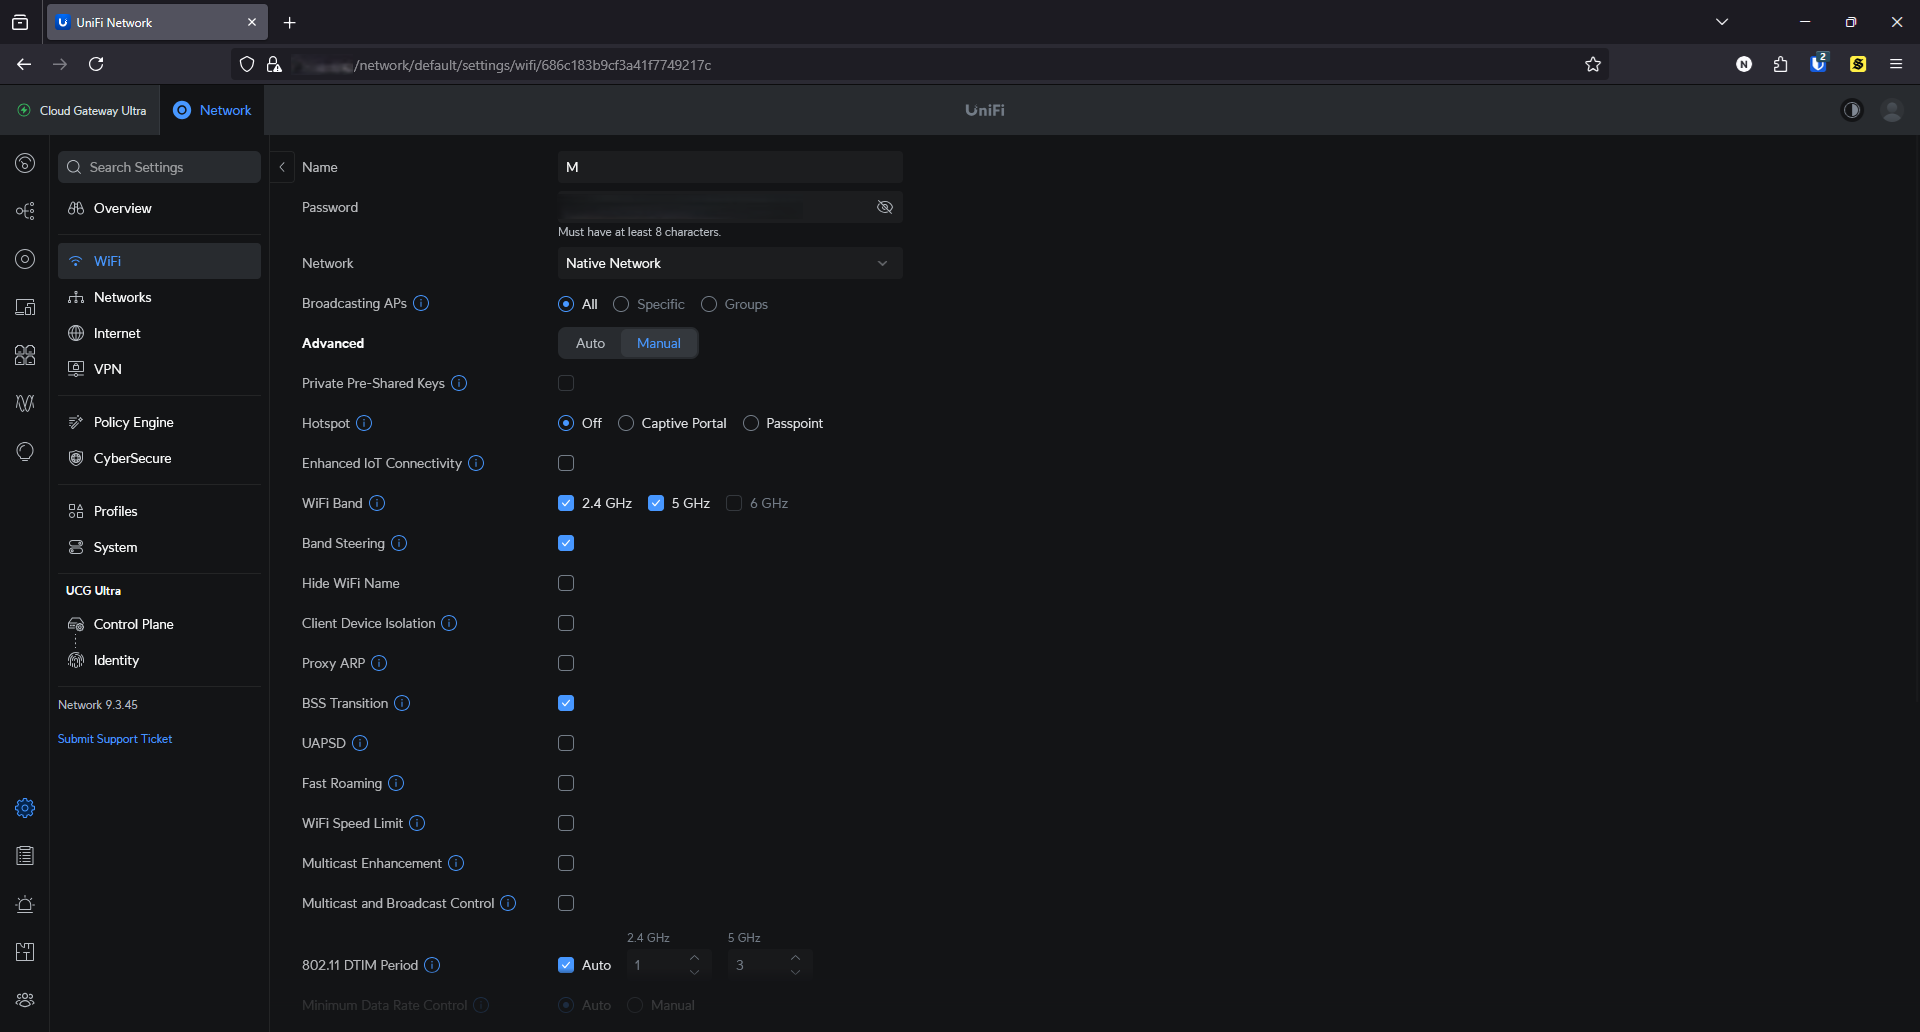 UniFi Network
/network/default/settings/wifi/686c183b9cf3a41f7749217c
N
2
Cloud Gateway Ultra
Network
UniFi
Search Settings
Overview
WiFi
Networks
Internet
VPN
Policy Engine
CyberSecure
Profiles
System
UCG Ultra
Control Plane
Identity
Network 9.3.45
Submit Support Ticket
Name
M
Password
Must have at least 8 characters.
Network
Native Network
Broadcasting APs
All Specific Groups
Advanced
Auto Manual
Private Pre-Shared Keys
Hotspot
Off Captive Portal Passpoint
Enhanced IoT Connectivity
WiFi Band
2.4 GHz 5 GHz 6 GHz
Band Steering
Hide WiFi Name
Client Device Isolation
Proxy ARP
BSS Transition
UAPSD
Fast Roaming
WiFi Speed Limit
Multicast Enhancement
Multicast and Broadcast Control
2.4 GHz 5 GHz
802.11 DTIM Period
Auto 1 3
Minimum Data Rate Control
Auto Manual